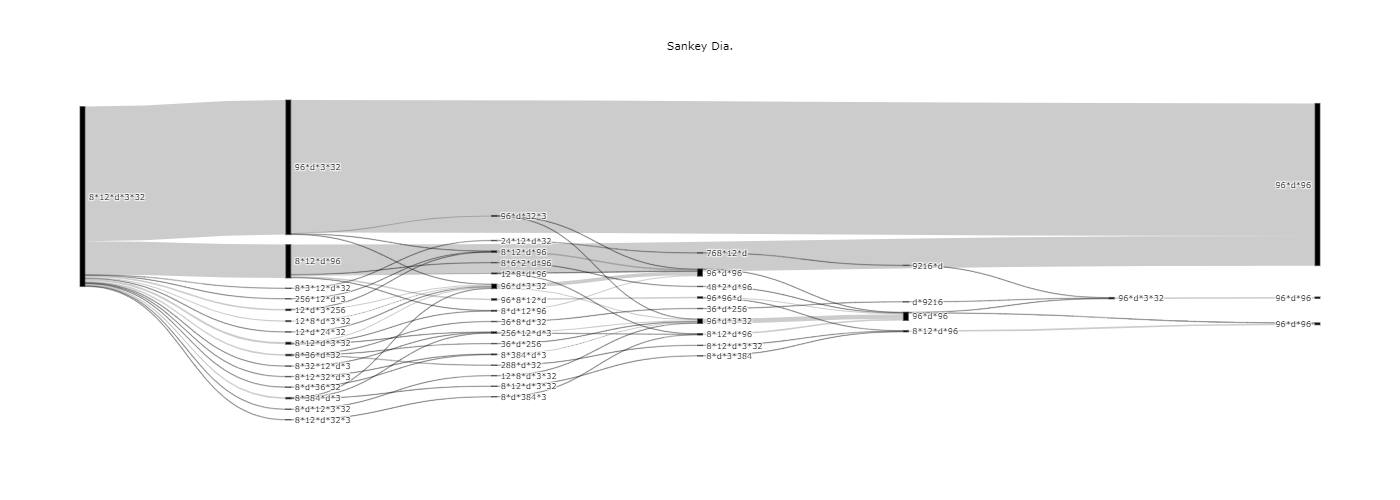 Sankey Dia.
8*12*d*3*32
96*d*3*32
8*12*d*96
8*3*12*d*32
256*12*d*3
12*d*3*256
12*8*d*3*32
12*d*24*32
8*12*d*3*32
8*36*d*32
8*32*12*d*3
8*12*32*d*3
8*d*36*32
8*384*d*3
8*d*12*3*32
8*12*d*32*3
96*d*32*3
24*12*d*32
8*12*d*96
8*6*2*d*96
12*8*d*96
96*d*3*32
96*8*12*d
8*d*12*96
36*8*d*32
256*12*d*3
36*d*256
8*384*d*3
288*d*32
12*8*d*3*32
8*12*d*3*32
8*d*384*3
768*12*d
96*d*96
48*2*d*96
96*96*d
36*d*256
96*d*3*32
8*12*d*96
8*12*d*3*32
8*d*3*384
9216*d
d*9216
96*d*96
8*12*d*96
96*d*3*32
96*d*96
96*d*96
96*d*96